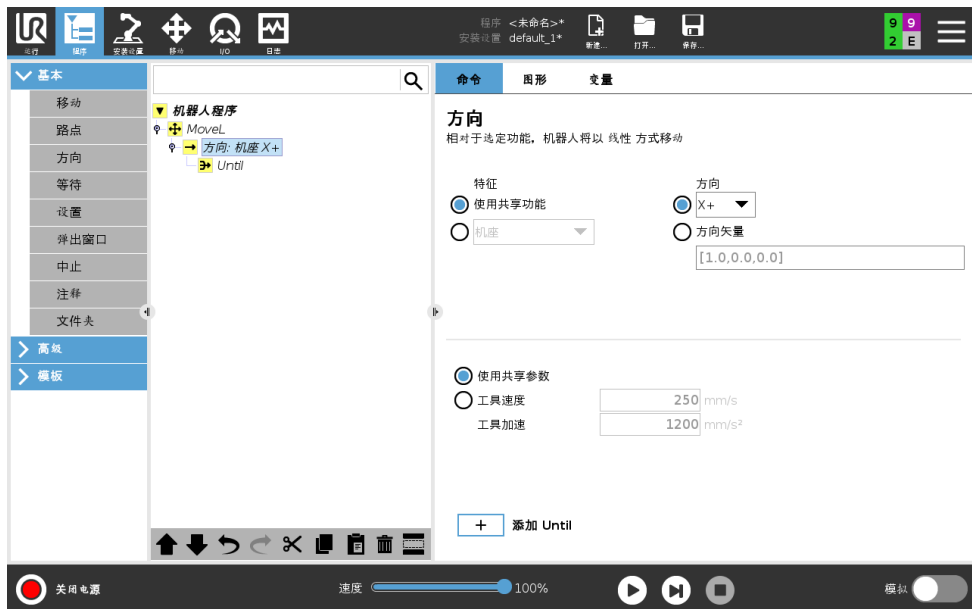 UR
运行
程序
安装设置
移动
I/O
日志
程序 <未命名>*
安装设置 default_1*
新建...
打开...
保存...
9 9
2 E
基本
移动
路点
方向
等待
设置
弹出窗口
中止
注释
文件夹
高级
模板
机器人程序
MoveL
方向: 机座 X+
Until
命令 图形 变量
方向
相对于选定功能，机器人将以 线性 方式移动
特征 方向
使用共享功能 X+
机座 方向矢量
[1.0,0.0,0.0]
使用共享参数
工具速度 250 mm/s
工具加速 1200 mm/s²
+ 添加 Until
关闭电源
速度 100%
模拟